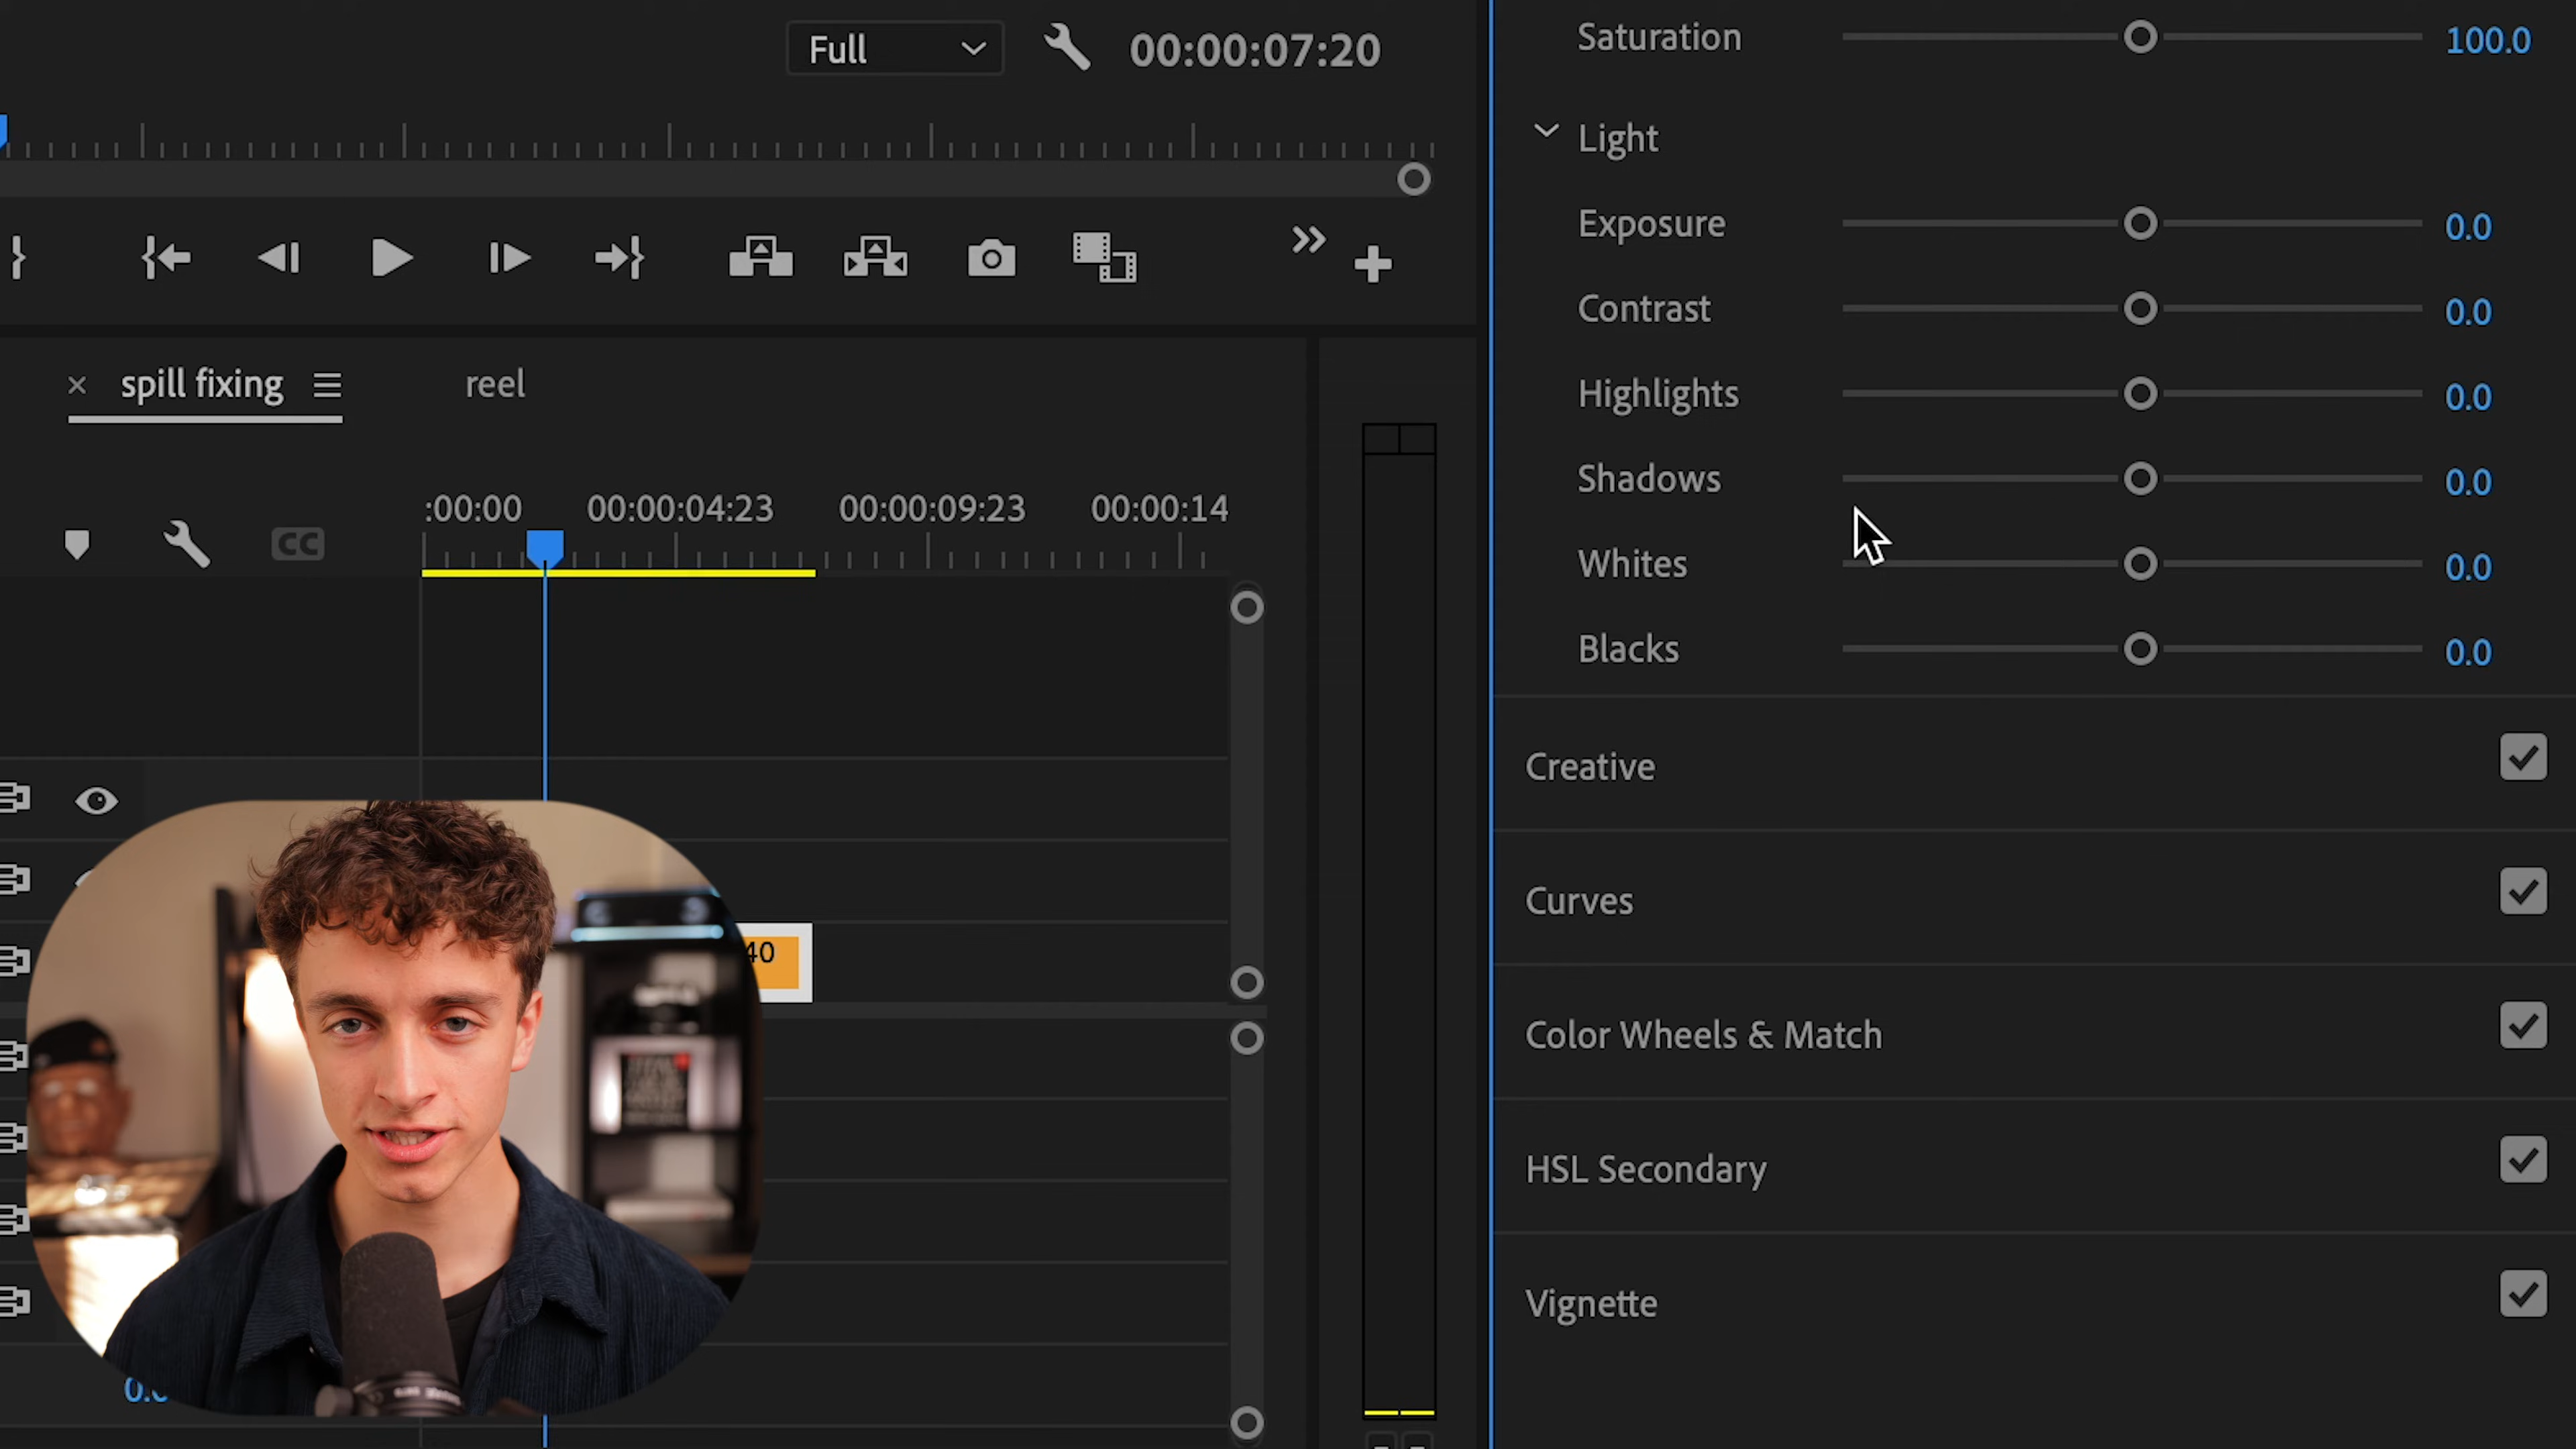 Full
00:00:07:20
spill fixing
reel
:00:00
00:00:04:23
00:00:09:23
00:00:14
CC
40
Saturation
100.0
Light
Exposure
0.0
Contrast
0.0
Highlights
0.0
Shadows
0.0
Whites
0.0
Blacks
0.0
Creative
Curves
Color Wheels & Match
HSL Secondary
Vignette